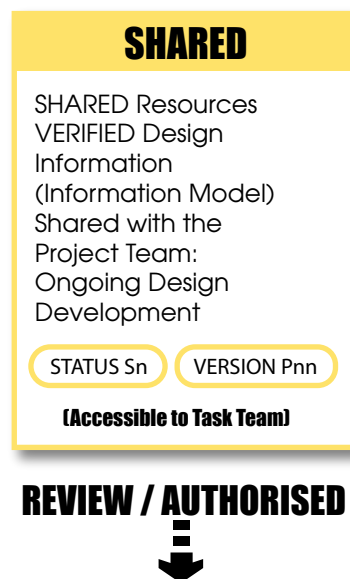 SHARED
SHARED Resources
VERIFIED Design
Information
(Information Model)
Shared with the
Project Team:
Ongoing Design
Development
STATUS Sn VERSION Pnn
(Accessible to Task Team)
REVIEW / AUTHORISED